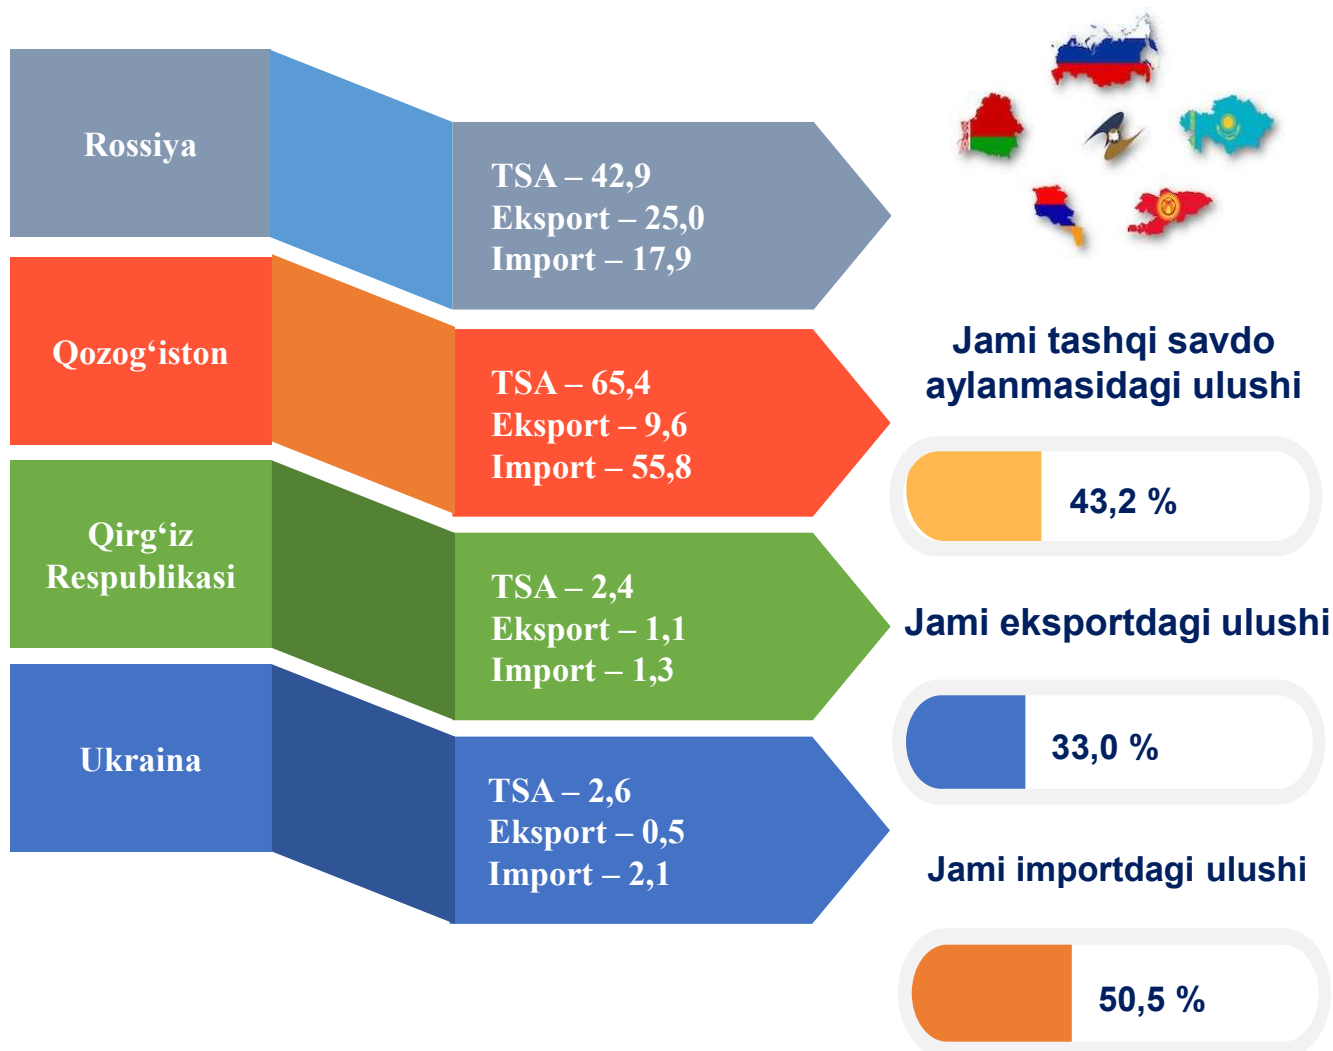 Rossiya
TSA – 42,9
Eksport – 25,0
Import – 17,9
Qozog‘iston
TSA – 65,4
Eksport – 9,6
Import – 55,8
Qirg‘iz
Respublikasi
TSA – 2,4
Eksport – 1,1
Import – 1,3
Ukraina
TSA – 2,6
Eksport – 0,5
Import – 2,1
Jami tashqi savdo
aylanmasidagi ulushi
43,2 %
Jami eksportdagi ulushi
33,0 %
Jami importdagi ulushi
50,5 %